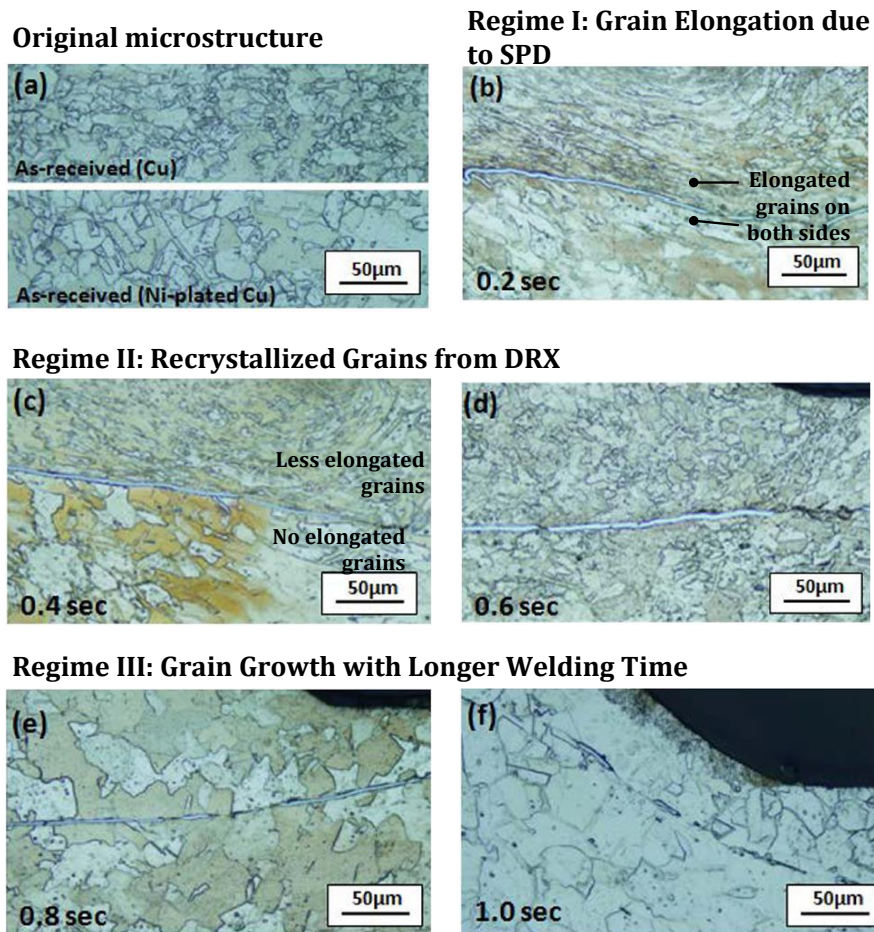 Original microstructure
Regime I: Grain Elongation due
to SPD
(a)
As-received (Cu)
As-received (Ni-plated Cu)
50μm
(b)
Elongated
grains on
both sides
0.2 sec
50μm
Regime II: Recrystallized Grains from DRX
(c)
Less elongated
grains
No elongated
grains
0.4 sec
50μm
(d)
0.6 sec
50μm
Regime III: Grain Growth with Longer Welding Time
(e)
0.8 sec
50μm
(f)
1.0 sec
50μm